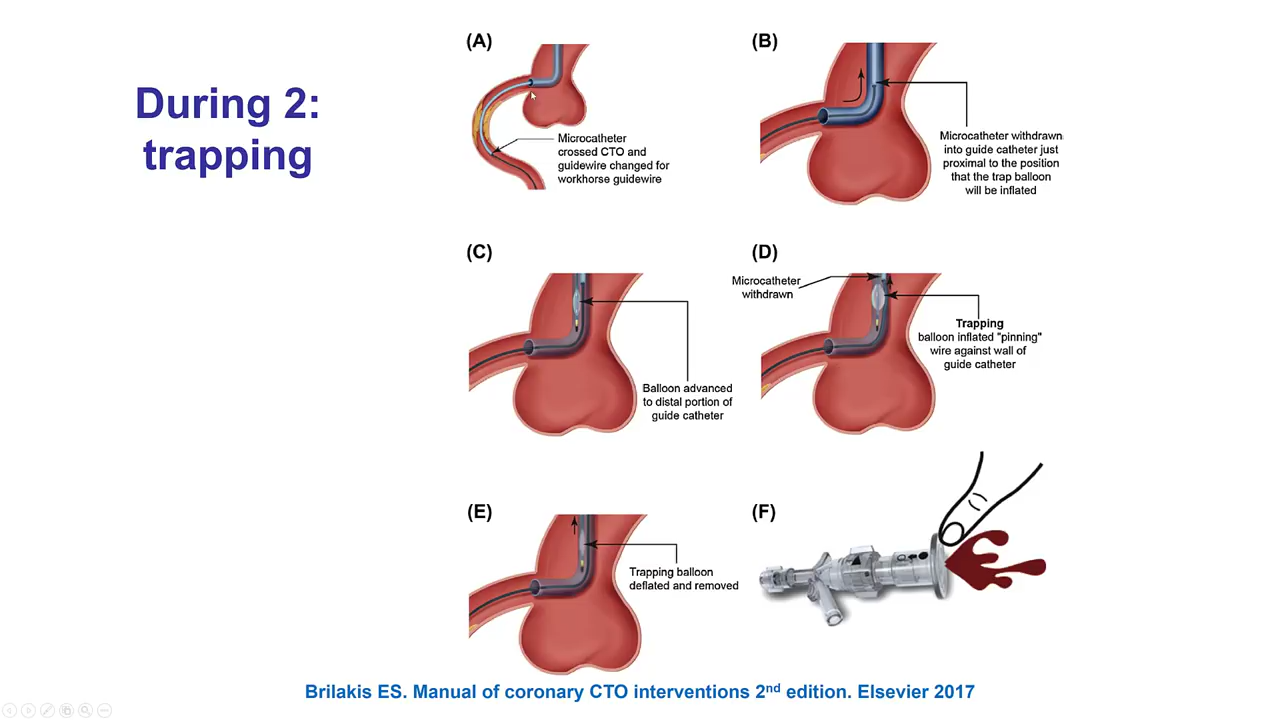 During 2:
trapping
(A)
Microcatheter
crossed CTO and
guidewire changed for
workhorse guidewire
(B)
Microcatheter withdrawn
into guide catheter just
proximal to the position
that the trap balloon
will be inflated
(C)
Balloon advanced
to distal portion of
guide catheter
(D)
Microcatheter
withdrawn
Trapping
balloon inflated "pinning"
wire against wall of
guide catheter
(E)
Trapping balloon
deflated and removed
(F)
Brilakis ES. Manual of coronary CTO interventions 2nd edition. Elsevier 2017